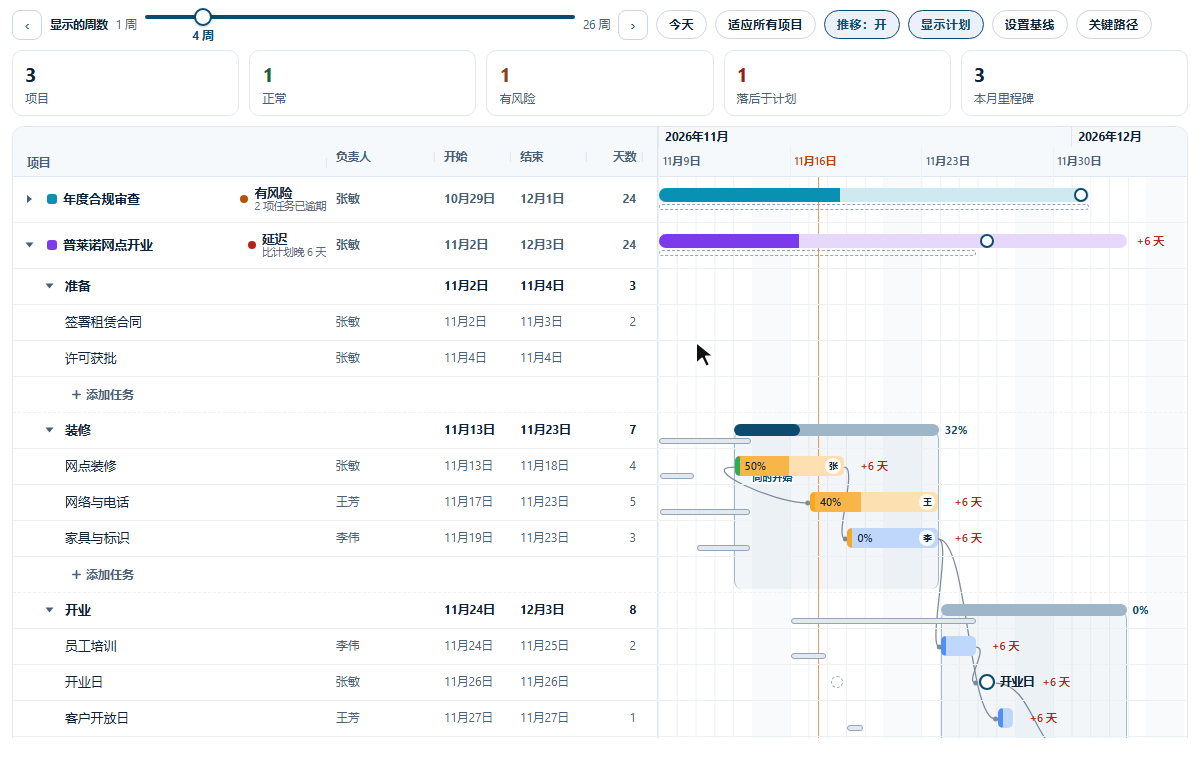 ‹ 显示的周数 1 周 4 周 26 周 › 今天 适应所有项目 推移：开 显示计划 设置基线 关键路径
3 1 1 1 3
项目 正常 有风险 落后于计划 本月里程碑
2026年11月 2026年12月
项目 负责人 开始 结束 天数 11月9日 11月16日 11月23日 11月30日
年度合规审查 有风险 2 项任务已逾期 张敏 10月29日 12月1日 24
普莱诺网点开业 延迟 比计划晚 6 天 张敏 11月2日 12月3日 24 +6 天
准备 11月2日 11月4日 3
签署租赁合同 张敏 11月2日 11月3日 2
许可获批 张敏 11月4日 11月4日
+ 添加任务
装修 11月13日 11月23日 7 32%
网点装修 张敏 11月13日 11月18日 4 50% 张 +6 天
网络与电话 王芳 11月17日 11月23日 5 40% 王 +6 天
家具与标识 李伟 11月19日 11月23日 3 0% 李 +6 天
+ 添加任务
开业 11月24日 12月3日 8 0%
员工培训 李伟 11月24日 11月25日 2 +6 天
开业日 张敏 11月26日 11月26日 开业日 +6 天
客户开放日 王芳 11月27日 11月27日 1 +6 天